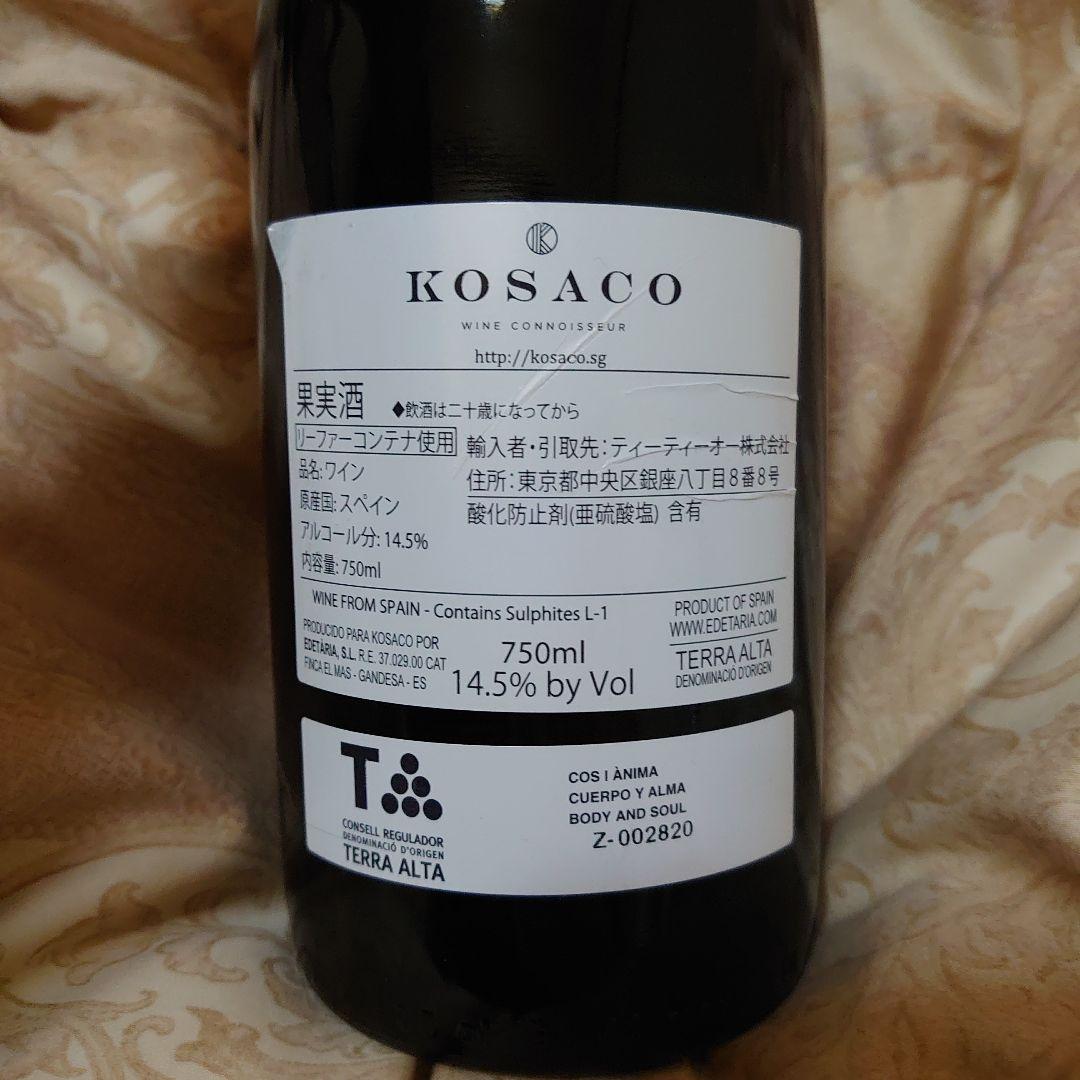 K
KOSACO
WINE CONNOISSEUR
http://kosaco.sg
果実酒 ◆飲酒は二十歳になってから
リーファーコンテナ使用
品名:ワイン
原産国:スペイン
アルコール分:14.5%
内容量:750ml
輸入者・引取先:ティーティーオー株式会社
住所:東京都中央区銀座八丁目8番8号
酸化防止剤(亜硫酸塩) 含有
WINE FROM SPAIN - Contains Sulphites L-1
PRODUCIDO PARA KOSACO POR
EDETÀRIA, S.L. R.E. 37.029.00 CAT
FINCA EL MAS - GANDESA - ES
750ml
14.5% by Vol
PRODUCT OF SPAIN
WWW.EDETARIA.COM
TERRA ALTA
DENOMINACIÓ D'ORIGEN
T
CONSELL REGULADOR
DENOMINACIÓ D'ORIGEN
TERRA ALTA
COS I ÀNIMA
CUERPO Y ALMA
BODY AND SOUL
Z-002820